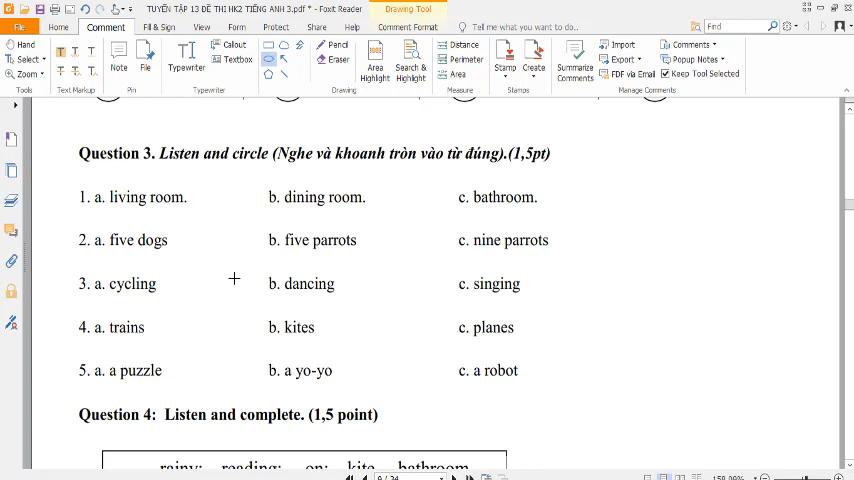 TUYỂN TẬP 13 ĐỀ THI HK2 TIẾNG ANH 3.pdf * - Foxit Reader
Drawing Tool
File Home Comment Fill & Sign View Form Protect Share Help Extras Comment Format Tell me what you want to do... Find
Hand
Select
Zoom
Tools
Text Markup
Note
File
Pin
Typewriter
Callout
Textbox
Typewriter
Pencil
Eraser
Drawing
Area Highlight
Search & Highlight
Distance
Perimeter
Area
Measure
Stamp
Create
Stamps
Summarize Comments
Import
Export
FDF via Email
Comments
Popup Notes
Keep Tool Selected
Manage Comments
Question 3. Listen and circle (Nghe và khoanh tròn vào từ đúng).(1,5pt)
1. a. living room. b. dining room. c. bathroom.
2. a. five dogs b. five parrots c. nine parrots
3. a. cycling b. dancing c. singing
4. a. trains b. kites c. planes
5. a. a puzzle b. a yo-yo c. a robot
Question 4: Listen and complete. (1,5 point)
rainy; reading; on; kite bathroom
9 / 34